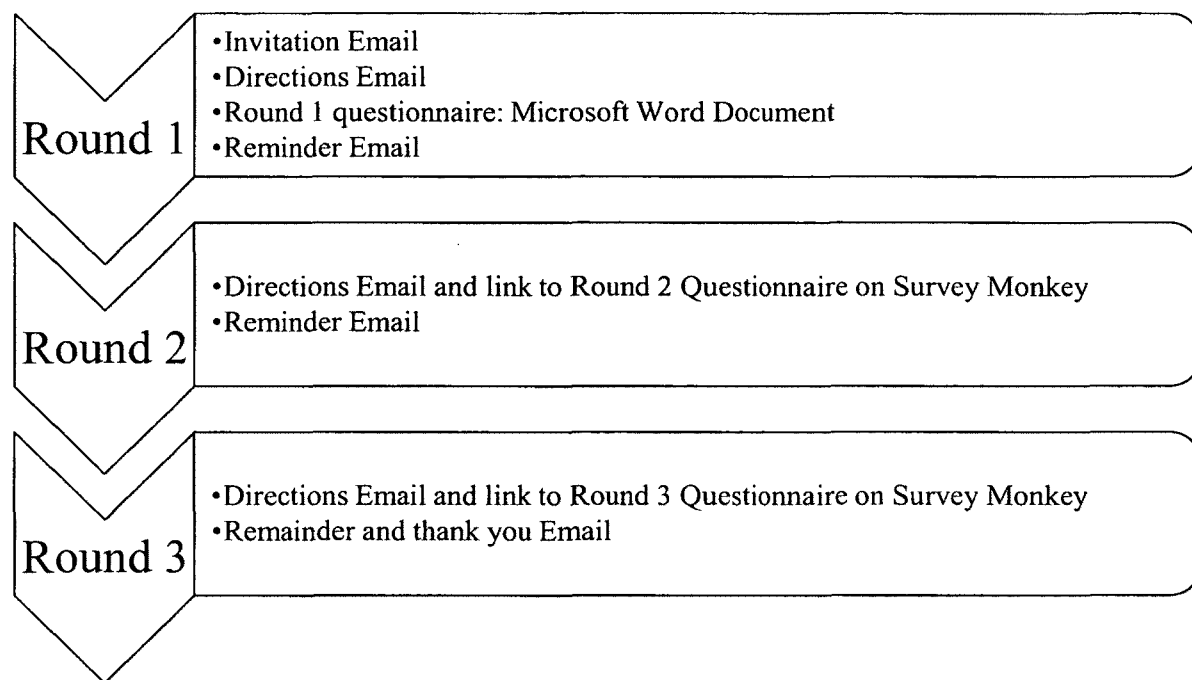 Round 1
•Invitation Email
•Directions Email
•Round 1 questionnaire: Microsoft Word Document
•Reminder Email
Round 2
•Directions Email and link to Round 2 Questionnaire on Survey Monkey
•Reminder Email
Round 3
•Directions Email and link to Round 3 Questionnaire on Survey Monkey
•Remainder and thank you Email